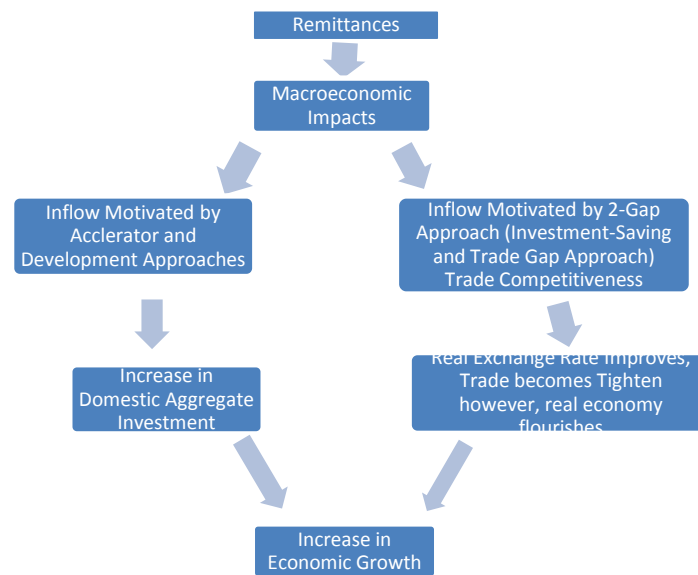 Remittances
Macroeconomic
Impacts
Inflow Motivated by
Acclerator and
Development Approaches
Inflow Motivated by 2-Gap
Approach (Investment-Saving
and Trade Gap Approach)
Trade Competitiveness
Increase in
Domestic Aggregate
Investment
Real Exchange Rate Improves,
Trade becomes Tighten
however, real economy
flourishes
Increase in
Economic Growth